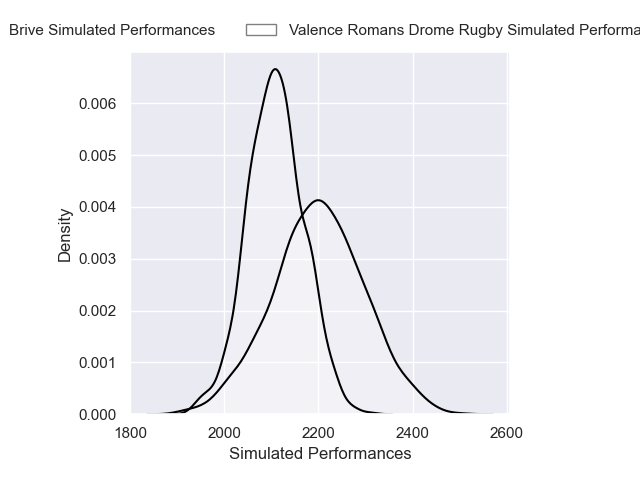 Brive Simulated Performances Valence Romans Drome Rugby Simulated Performa
0.006
0.005
0.004
0.003
0.002
0.001
0.000
Density
1800 2000 2200 2400 2600
Simulated Performances